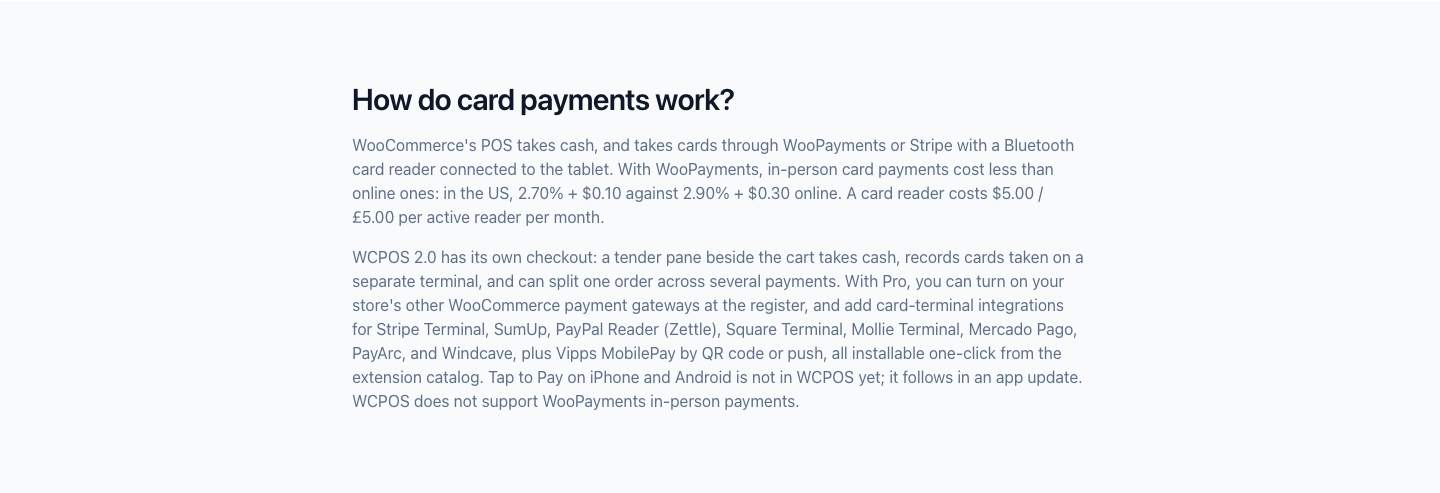 How do card payments work?
WooCommerce's POS takes cash, and takes cards through WooPayments or Stripe with a Bluetooth
card reader connected to the tablet. With WooPayments, in-person card payments cost less than
online ones: in the US, 2.70% + $0.10 against 2.90% + $0.30 online. A card reader costs $5.00 /
£5.00 per active reader per month.
WCPOS 2.0 has its own checkout: a tender pane beside the cart takes cash, records cards taken on a
separate terminal, and can split one order across several payments. With Pro, you can turn on your
store's other WooCommerce payment gateways at the register, and add card-terminal integrations
for Stripe Terminal, SumUp, PayPal Reader (Zettle), Square Terminal, Mollie Terminal, Mercado Pago,
PayArc, and Windcave, plus Vipps MobilePay by QR code or push, all installable one-click from the
extension catalog. Tap to Pay on iPhone and Android is not in WCPOS yet; it follows in an app update.
WCPOS does not support WooPayments in-person payments.